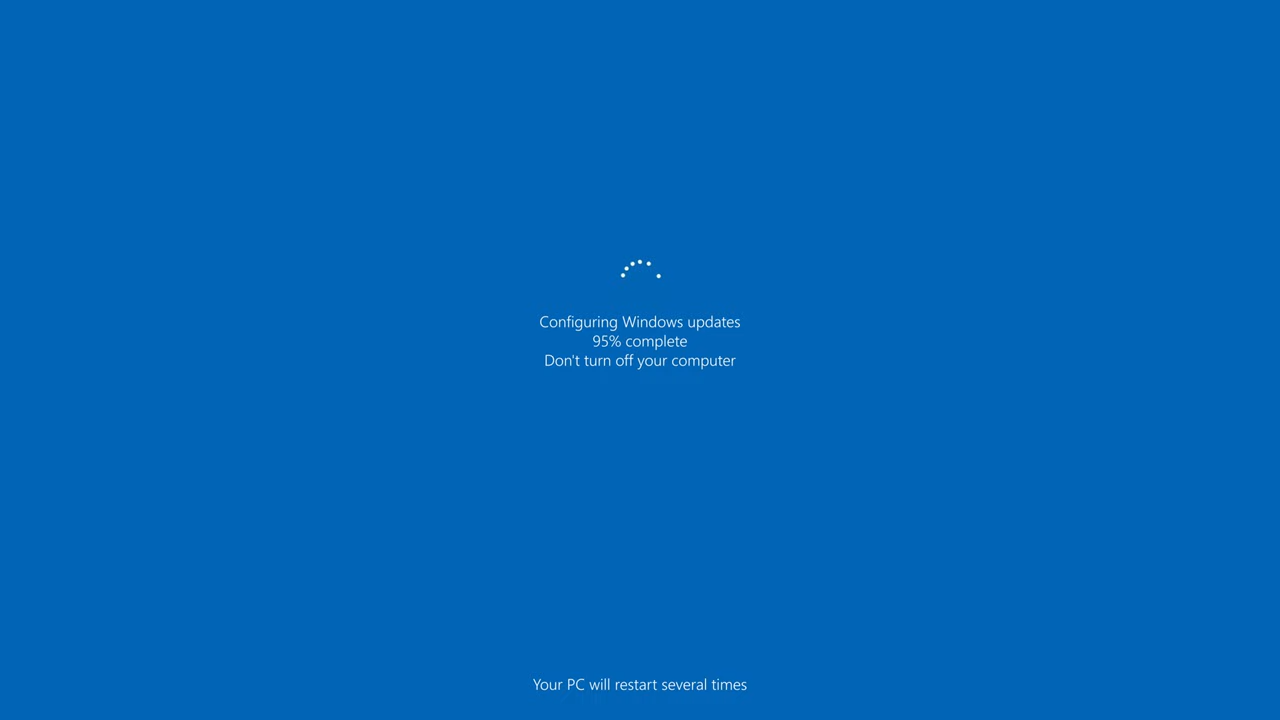 Configuring Windows updates
95% complete
Don't turn off your computer
Your PC will restart several times